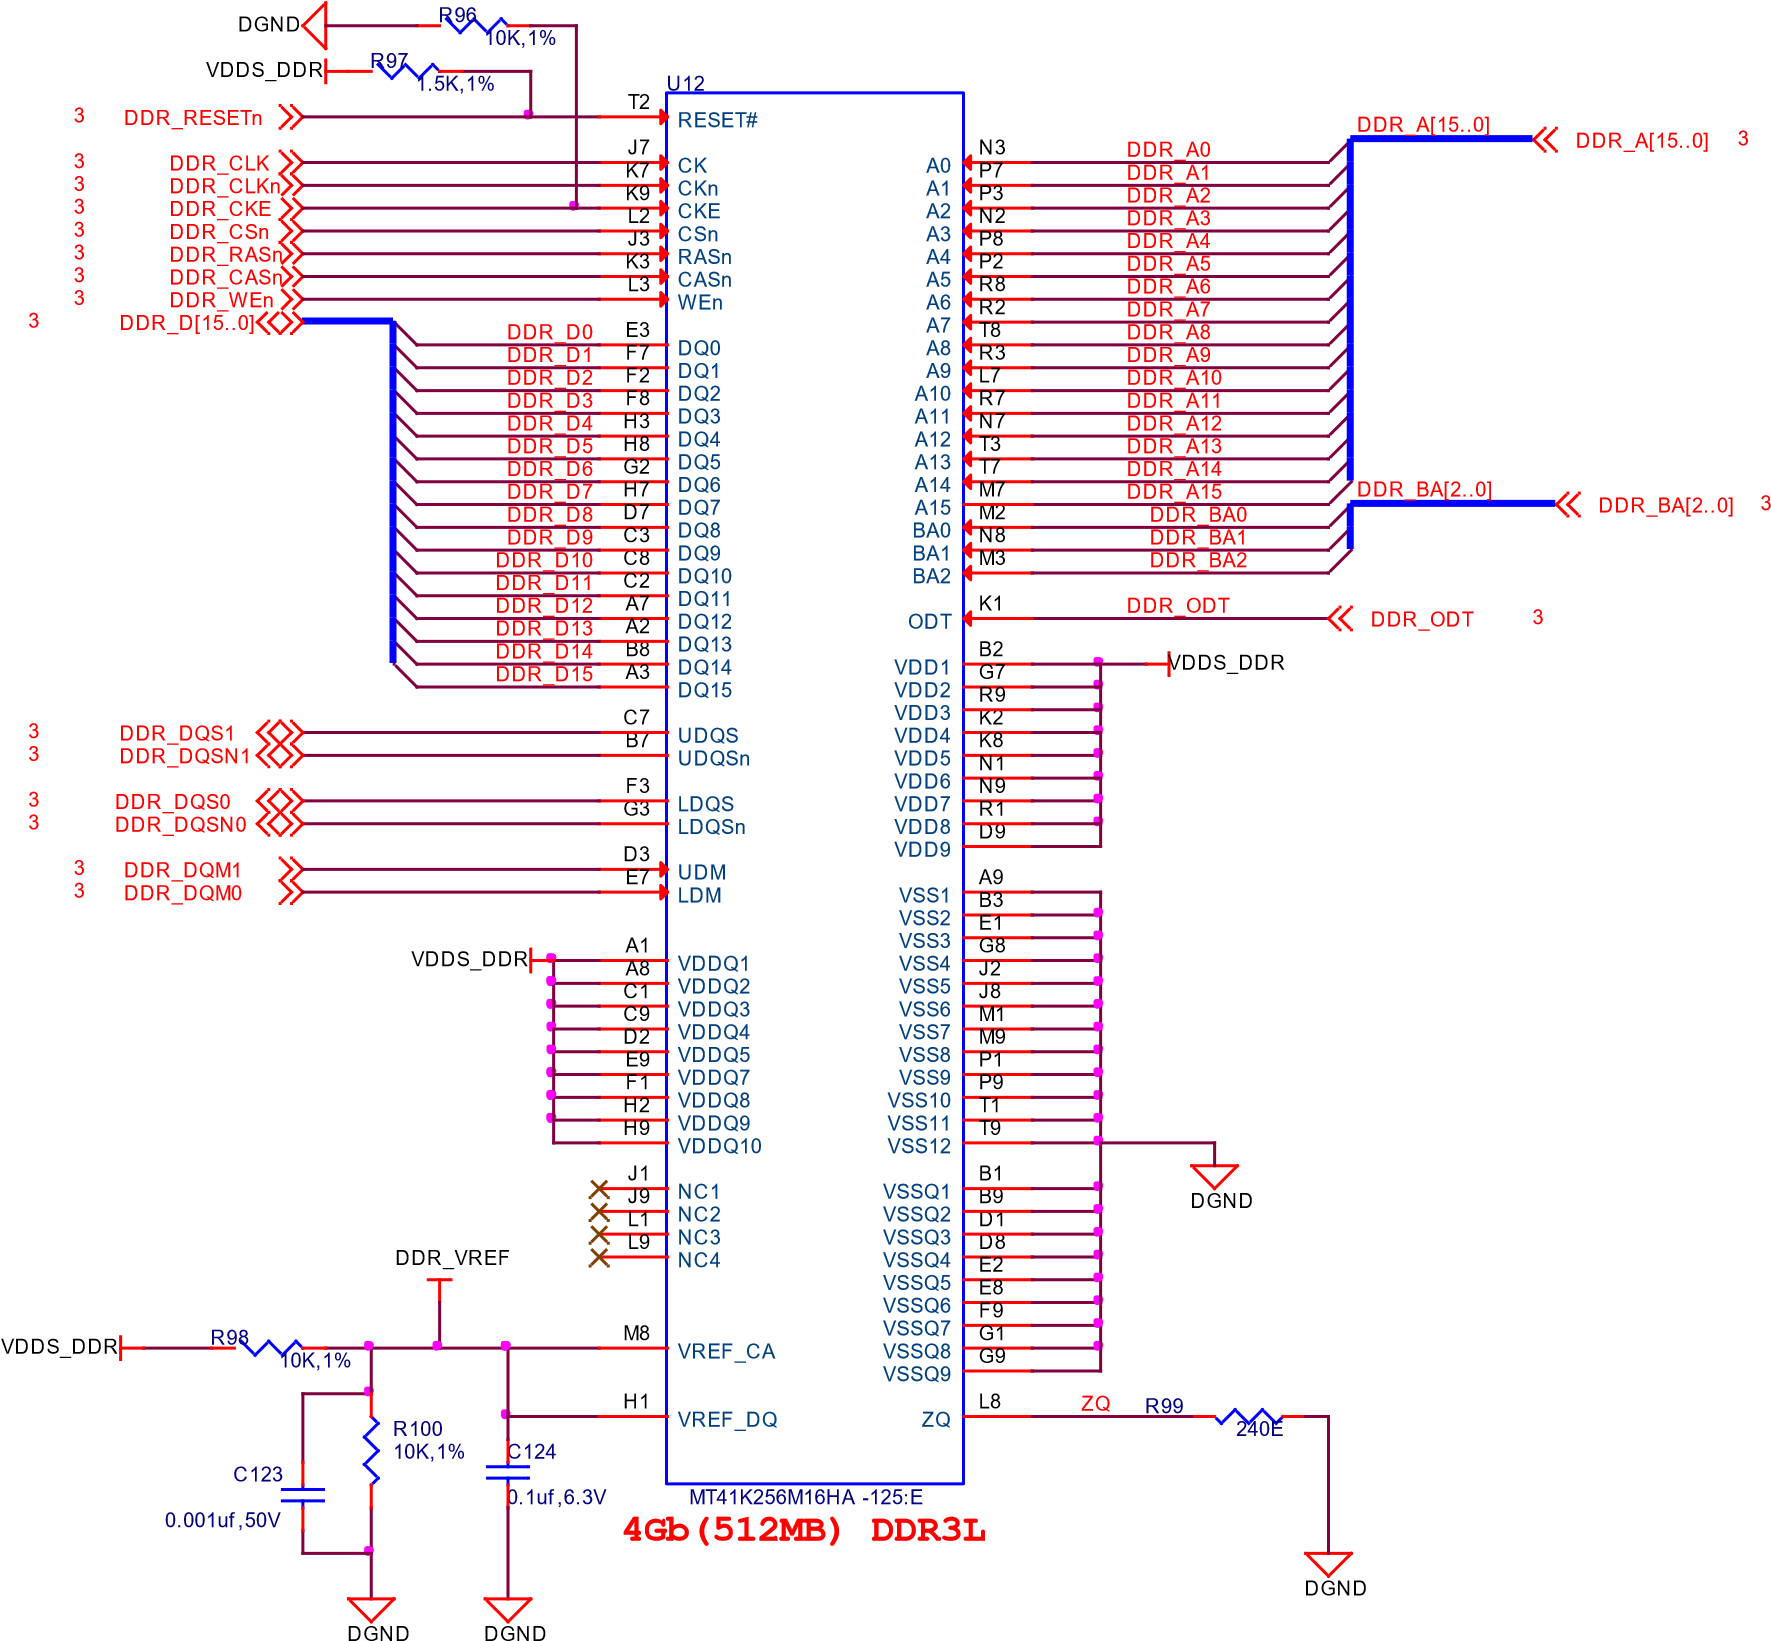 DGND
R96
10K,1%
VDDS_DDR
R97
1.5K,1%
U12
3 DDR_RESETn T2 RESET#
3 DDR_CLK J7 CK
3 DDR_CLKn K7 CKn
3 DDR_CKE K9 CKE
3 DDR_CSn L2 CSn
3 DDR_RASn J3 RASn
3 DDR_CASn K3 CASn
3 DDR_WEn L3 WEn
3 DDR_D[15..0]
DDR_D0 E3 DQ0
DDR_D1 F7 DQ1
DDR_D2 F2 DQ2
DDR_D3 F8 DQ3
DDR_D4 H3 DQ4
DDR_D5 H8 DQ5
DDR_D6 G2 DQ6
DDR_D7 H7 DQ7
DDR_D8 D7 DQ8
DDR_D9 C3 DQ9
DDR_D10 C8 DQ10
DDR_D11 C2 DQ11
DDR_D12 A7 DQ12
DDR_D13 A2 DQ13
DDR_D14 B8 DQ14
DDR_D15 A3 DQ15
3 DDR_DQS1 C7 UDQS
3 DDR_DQSN1 B7 UDQSn
3 DDR_DQS0 F3 LDQS
3 DDR_DQSN0 G3 LDQSn
3 DDR_DQM1 D3 UDM
3 DDR_DQM0 E7 LDM
VDDS_DDR A1 VDDQ1
A8 VDDQ2
C1 VDDQ3
C9 VDDQ4
D2 VDDQ5
E9 VDDQ7
F1 VDDQ8
H2 VDDQ9
H9 VDDQ10
J1 NC1
J9 NC2
L1 NC3
L9 NC4
DDR_VREF
VDDS_DDR R98 M8 VREF_CA
10K,1%
H1 VREF_DQ
R100
10K,1%
C124
0.1uf,6.3V
C123
0.001uf,50V
DGND
DGND
DDR_A[15..0] DDR_A[15..0] 3
A0 N3 DDR_A0
A1 P7 DDR_A1
A2 P3 DDR_A2
A3 N2 DDR_A3
A4 P8 DDR_A4
A5 P2 DDR_A5
A6 R8 DDR_A6
A7 R2 DDR_A7
A8 T8 DDR_A8
A9 R3 DDR_A9
A10 L7 DDR_A10
A11 R7 DDR_A11
A12 N7 DDR_A12
A13 T3 DDR_A13
A14 T7 DDR_A14
A15 M7 DDR_A15
DDR_BA[2..0] DDR_BA[2..0] 3
BA0 M2 DDR_BA0
BA1 N8 DDR_BA1
BA2 M3 DDR_BA2
ODT K1 DDR_ODT DDR_ODT 3
VDD1 B2 VDDS_DDR
VDD2 G7
VDD3 R9
VDD4 K2
VDD5 K8
VDD6 N1
VDD7 N9
VDD8 R1
VDD9 D9
VSS1 A9
VSS2 B3
VSS3 E1
VSS4 G8
VSS5 J2
VSS6 J8
VSS7 M1
VSS8 M9
VSS9 P1
VSS10 P9
VSS11 T1
VSS12 T9
DGND
VSSQ1 B1
VSSQ2 B9
VSSQ3 D1
VSSQ4 D8
VSSQ5 E2
VSSQ6 E8
VSSQ7 F9
VSSQ8 G1
VSSQ9 G9
ZQ L8 ZQ R99
240E
DGND
MT41K256M16HA -125:E
4Gb(512MB) DDR3L